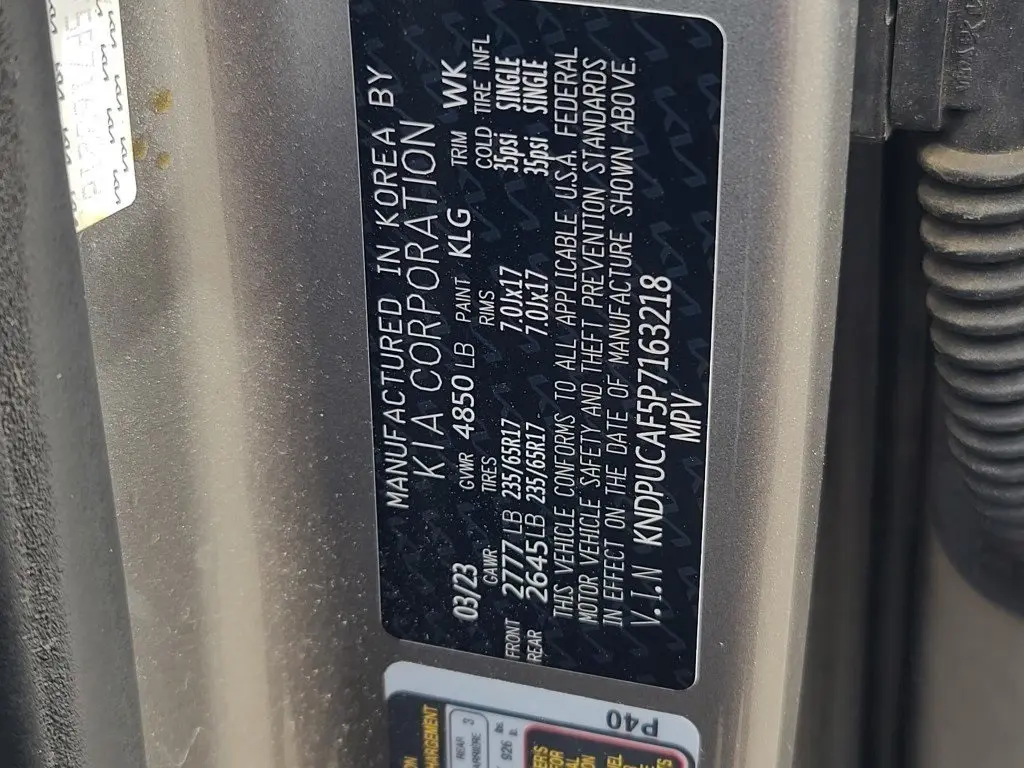 MANUFACTURED IN KOREA BY
KIA CORPORATION
03/23 GVWR 4850 LB PAINT KLG TRIM WK
GAWR TIRES RIMS COLD TIRE INFL
FRONT 2777 LB 235/65R17 7.0Jx17 35psi SINGLE
REAR 2645 LB 235/65R17 7.0Jx17 35psi SINGLE
THIS VEHICLE CONFORMS TO ALL APPLICABLE U.S.A. FEDERAL
MOTOR VEHICLE SAFETY AND THEFT PREVENTION STANDARDS
IN EFFECT ON THE DATE OF MANUFACTURE SHOWN ABOVE.
V.I.N KNDPUCAF5P7163218
MPV
REAR
3
926
P40